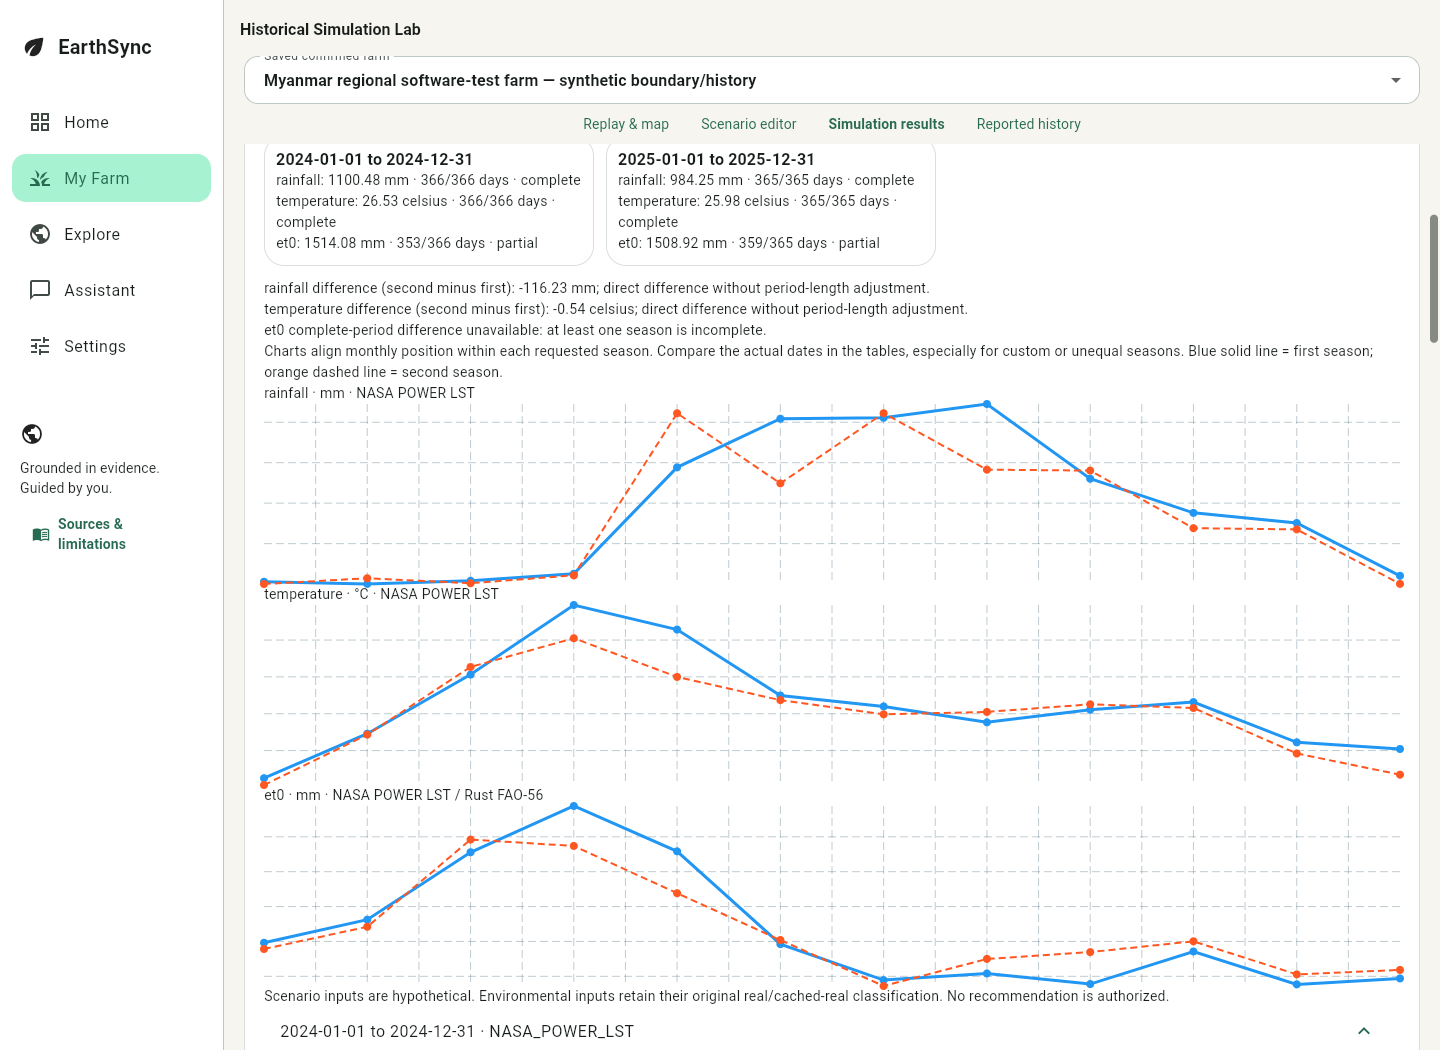 EarthSync
Home
My Farm
Explore
Assistant
Settings
Grounded in evidence.
Guided by you.
Sources &
limitations
Historical Simulation Lab
Saved confirmed farm
Myanmar regional software-test farm — synthetic boundary/history
Replay & map
Scenario editor
Simulation results
Reported history
2024-01-01 to 2024-12-31
rainfall: 1100.48 mm · 366/366 days · complete
temperature: 26.53 celsius · 366/366 days ·
complete
et0: 1514.08 mm · 353/366 days · partial
2025-01-01 to 2025-12-31
rainfall: 984.25 mm · 365/365 days · complete
temperature: 25.98 celsius · 365/365 days ·
complete
et0: 1508.92 mm · 359/365 days · partial
rainfall difference (second minus first): -116.23 mm; direct difference without period-length adjustment.
temperature difference (second minus first): -0.54 celsius; direct difference without period-length adjustment.
et0 complete-period difference unavailable: at least one season is incomplete.
Charts align monthly position within each requested season. Compare the actual dates in the tables, especially for custom or unequal seasons. Blue solid line = first season;
orange dashed line = second season.
rainfall · mm · NASA POWER LST
temperature · °C · NASA POWER LST
et0 · mm · NASA POWER LST / Rust FAO-56
Scenario inputs are hypothetical. Environmental inputs retain their original real/cached-real classification. No recommendation is authorized.
2024-01-01 to 2024-12-31 · NASA_POWER_LST